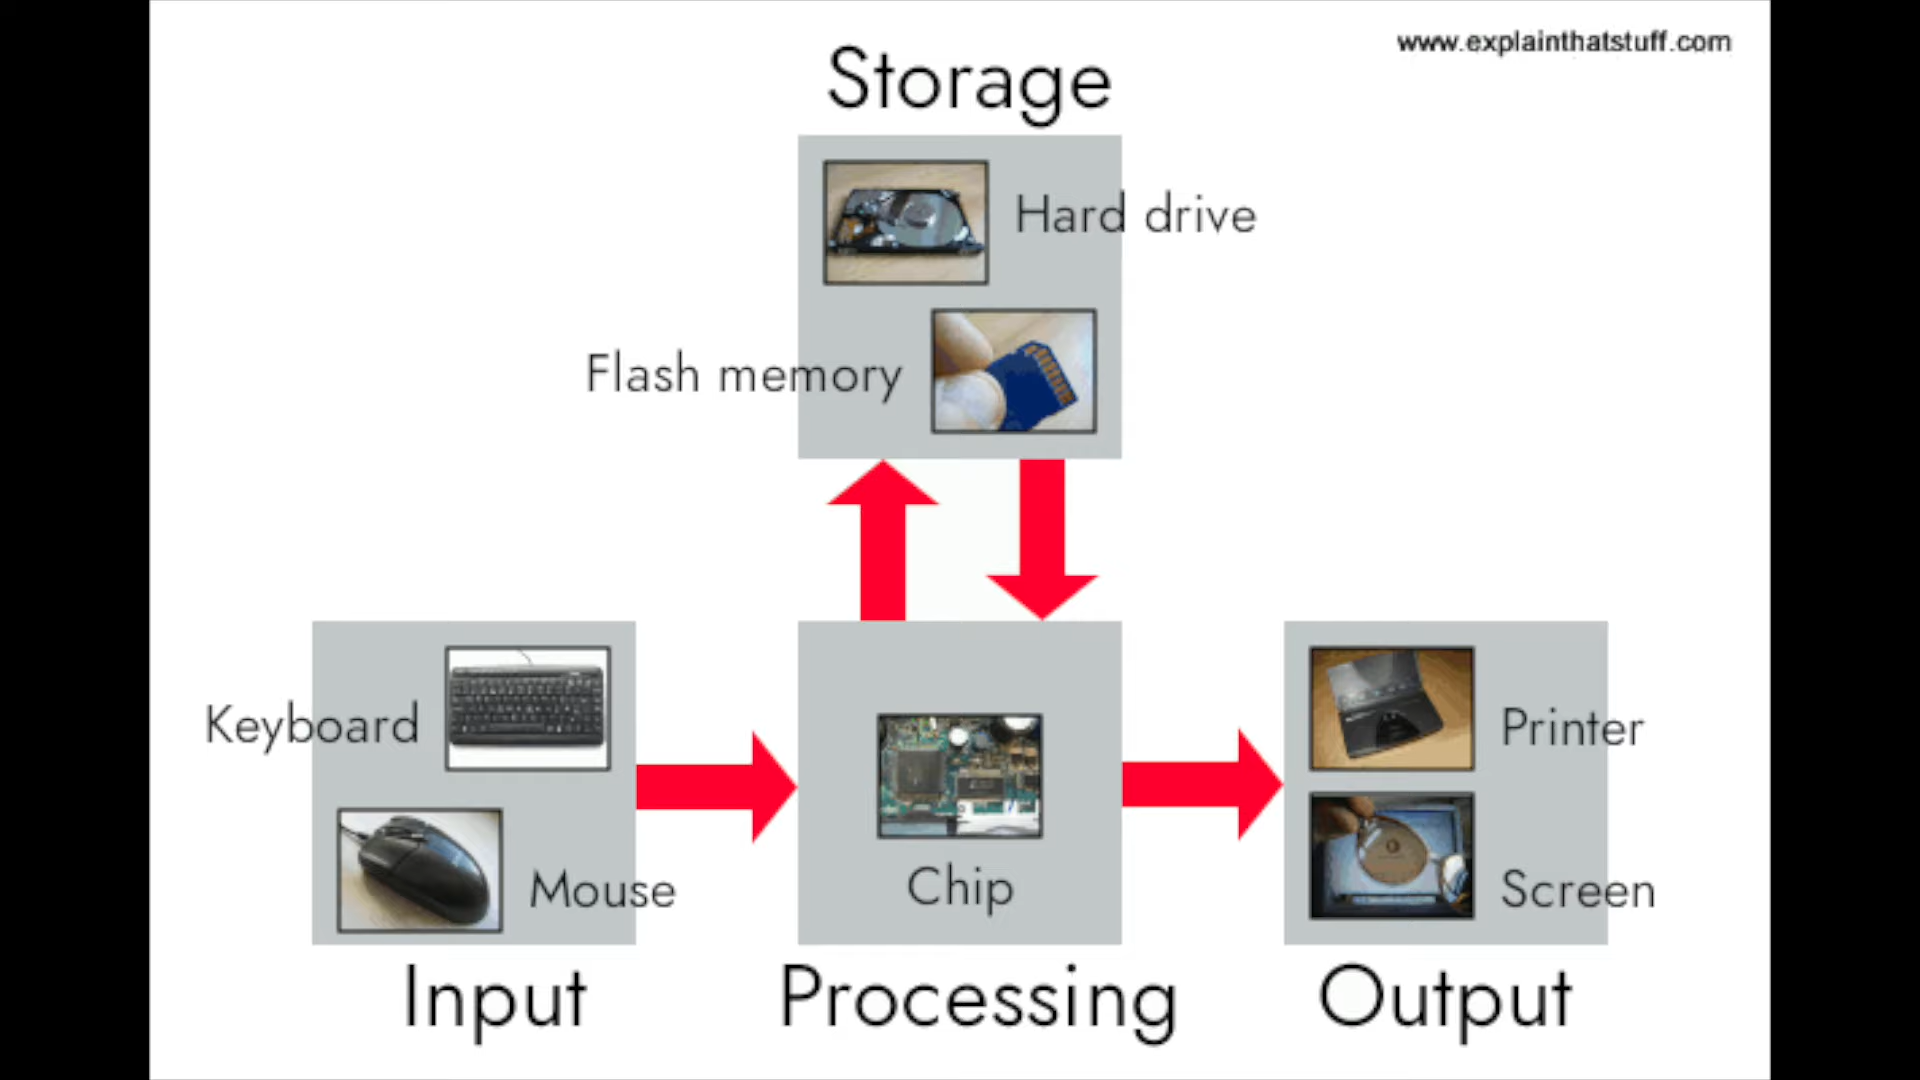 www.explainthatstuff.com
Storage
Hard drive
Flash memory
Keyboard
Mouse
Input
Chip
Processing
Printer
Screen
Output